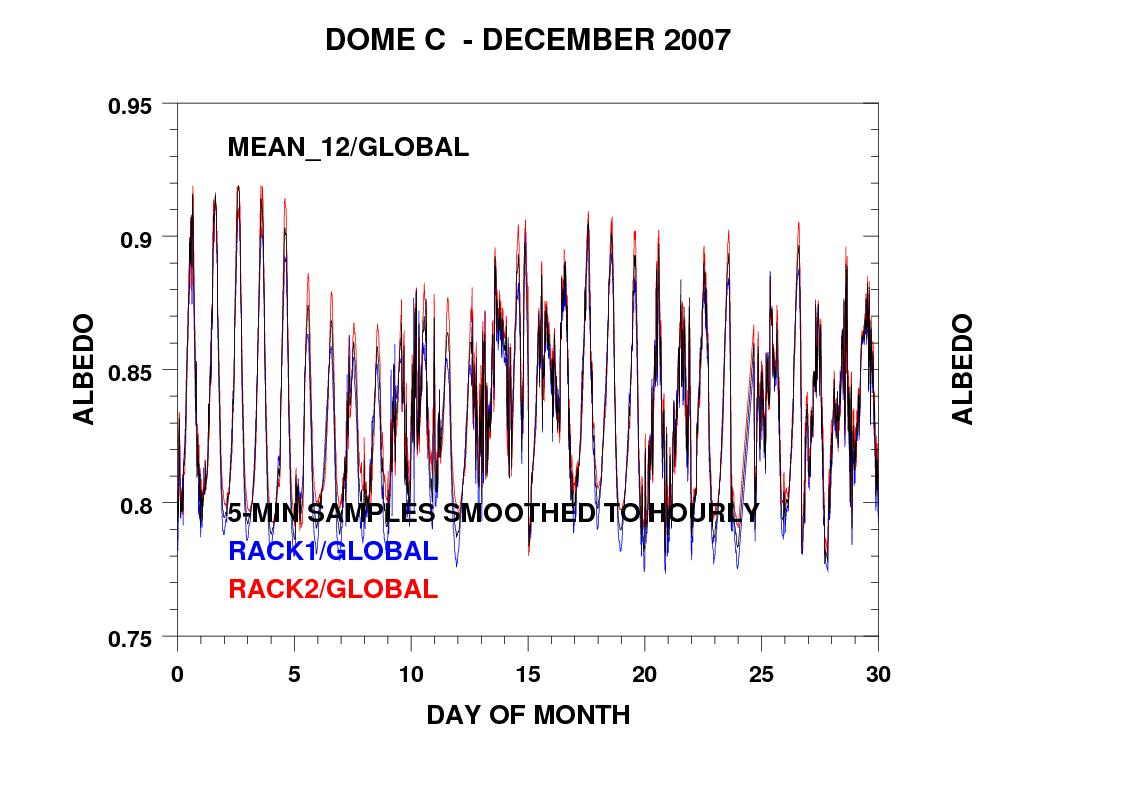 DOME C - DECEMBER 2007
0.95
MEAN_12/GLOBAL
0.9
ALBEDO
ALBEDO
0.85
0.8
5-MIN SAMPLES SMOOTHED TO HOURLY
RACK1/GLOBAL
RACK2/GLOBAL
0.75
0 5 10 15 20 25 30
DAY OF MONTH